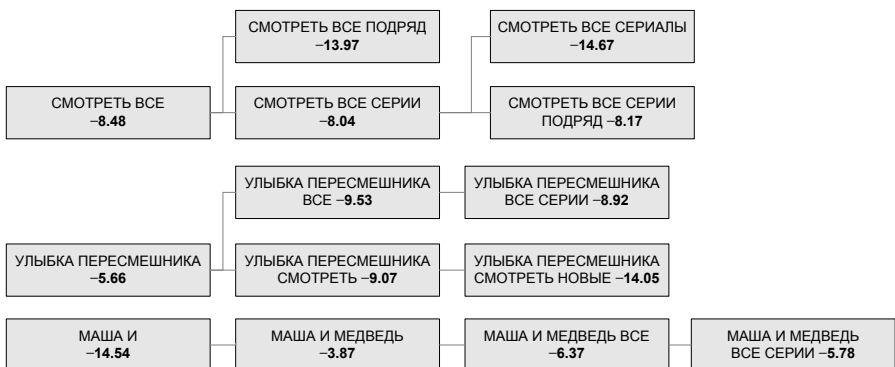 СМОТРЕТЬ ВСЕ ПОДРЯД
–13.97
СМОТРЕТЬ ВСЕ СЕРИАЛЫ
–14.67
СМОТРЕТЬ ВСЕ
–8.48
СМОТРЕТЬ ВСЕ СЕРИИ
–8.04
СМОТРЕТЬ ВСЕ СЕРИИ
ПОДРЯД –8.17
УЛЫБКА ПЕРЕСМЕШНИКА
ВСЕ –9.53
УЛЫБКА ПЕРЕСМЕШНИКА
ВСЕ СЕРИИ –8.92
УЛЫБКА ПЕРЕСМЕШНИКА
–5.66
УЛЫБКА ПЕРЕСМЕШНИКА
СМОТРЕТЬ –9.07
УЛЫБКА ПЕРЕСМЕШНИКА
СМОТРЕТЬ НОВЫЕ –14.05
МАША И
–14.54
МАША И МЕДВЕДЬ
–3.87
МАША И МЕДВЕДЬ ВСЕ
–6.37
МАША И МЕДВЕДЬ
ВСЕ СЕРИИ –5.78